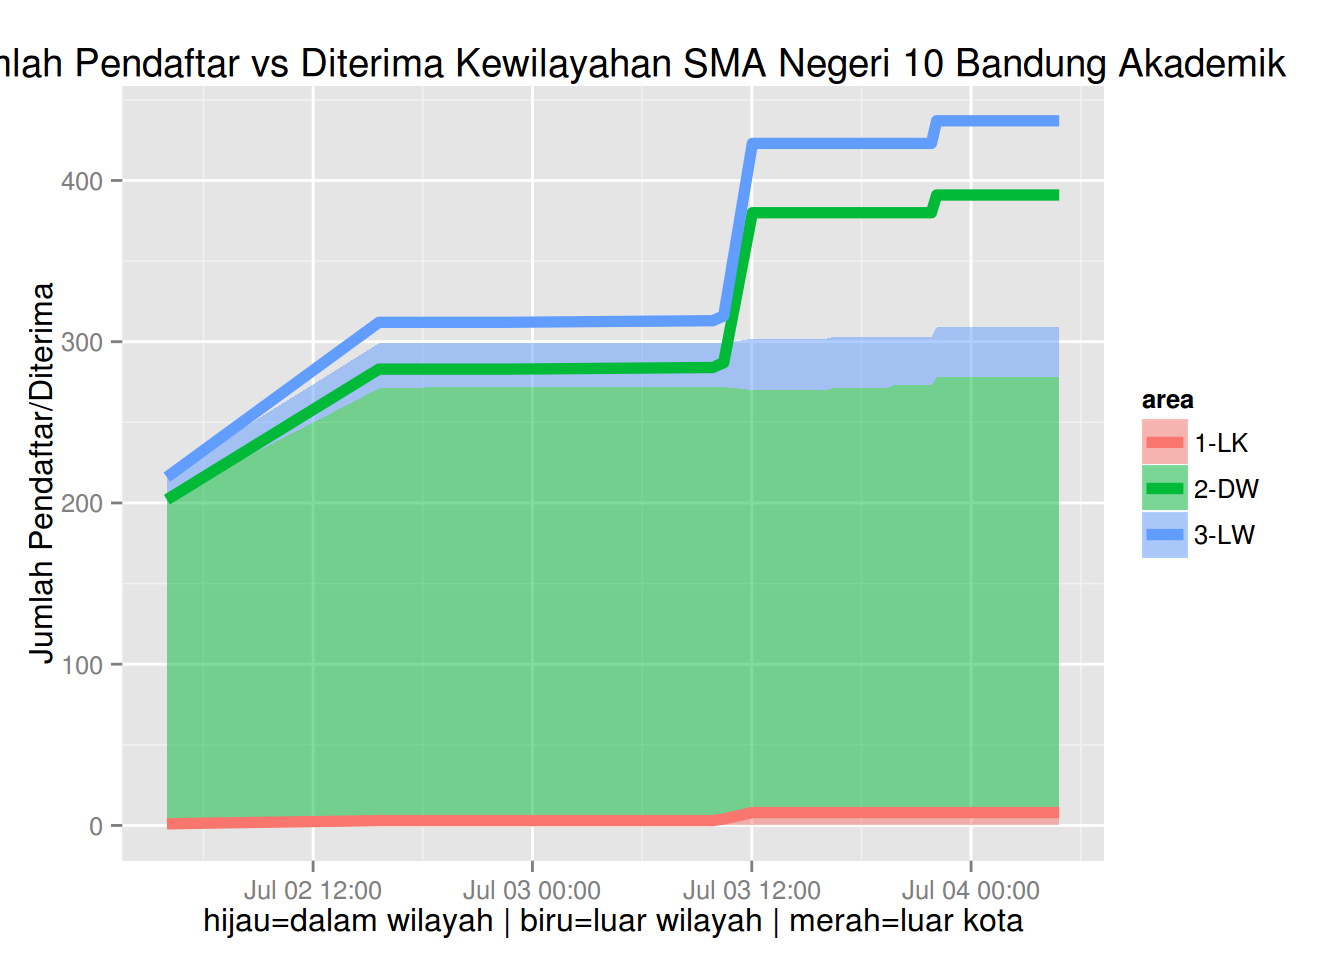 Pendaftar vs Diterima Kewilayahan SMA Negeri 10 Bandung Akademik
Jumlah Pendaftar/Diterima
400
300
200
100
0
area
1-LK
2-DW
3-LW
Jul 02 12:00
Jul 03 00:00
Jul 03 12:00
Jul 04 00:00
hijau=dalam wilayah | biru=luar wilayah | merah=luar kota